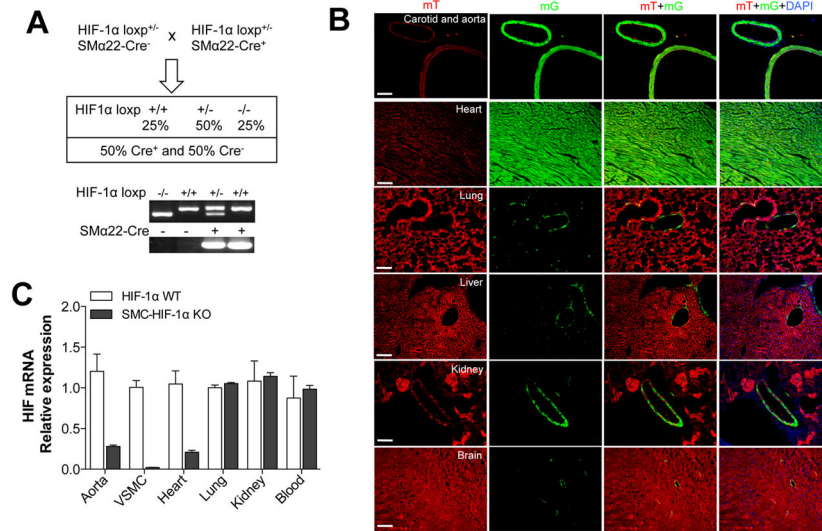 A
HIF-1α loxp+/- x HIF-1α loxp+/-
SMα22-Cre- SMα22-Cre+
HIF1α loxp +/+ +/- -/-
25% 50% 25%
50% Cre+ and 50% Cre-
HIF-1α loxp -/- +/+ +/- +/+
SMα22-Cre - - + +
B
mT mG mT+mG mT+mG+DAPI
Carotid and aorta
Heart
Lung
Liver
Kidney
Brain
C
HIF-1α WT
SMC-HIF-1α KO
HIF mRNA
Relative expression
2.0
1.5
1.0
0.5
0.0
Aorta VSMC Heart Lung Kidney Blood